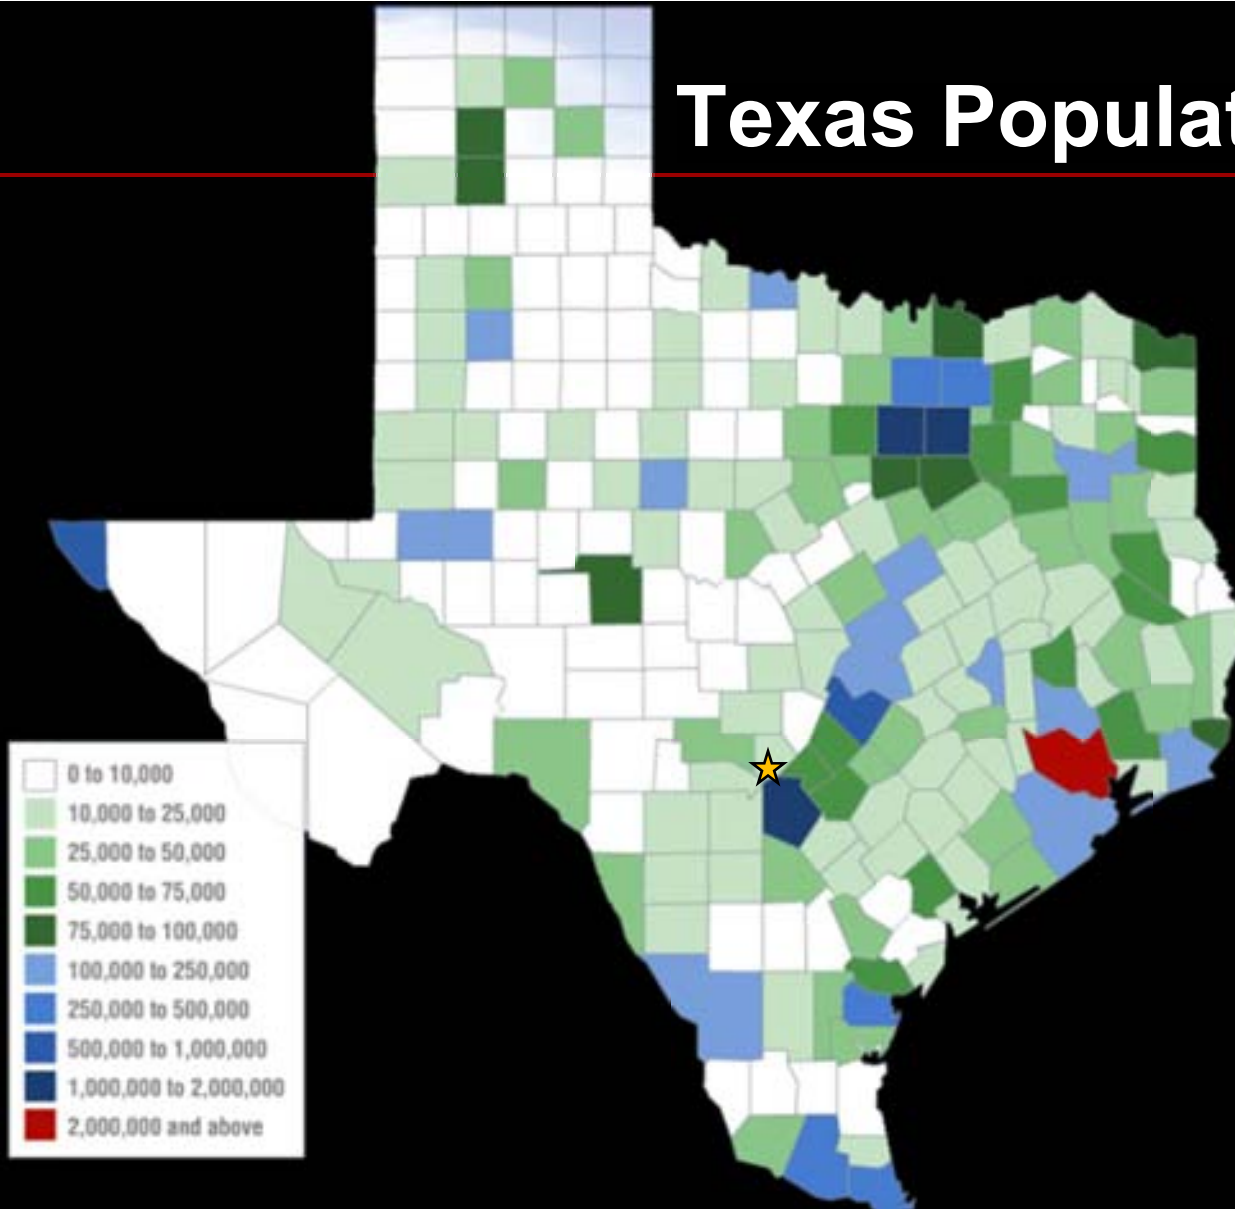 Texas Populat
0 to 10,000
10,000 to 25,000
25,000 to 50,000
50,000 to 75,000
75,000 to 100,000
100,000 to 250,000
250,000 to 500,000
500,000 to 1,000,000
1,000,000 to 2,000,000
2,000,000 and above